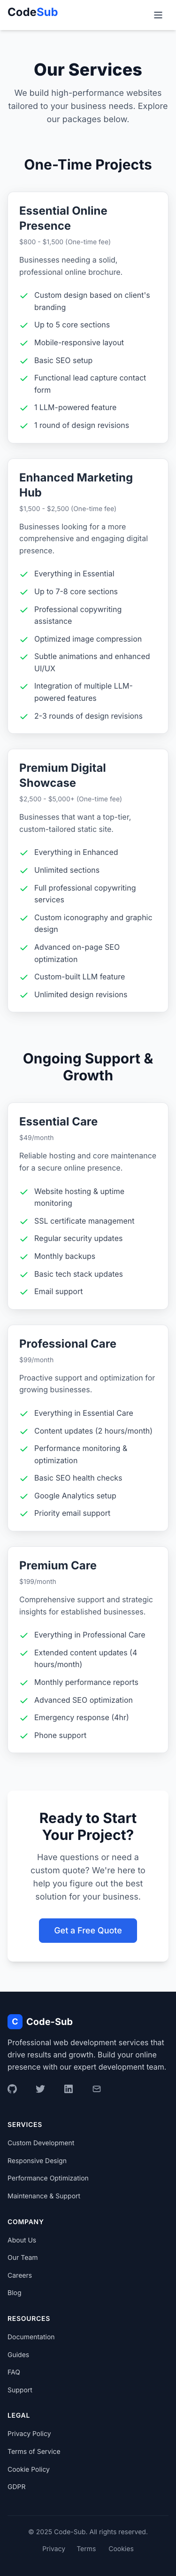 CodeSub
Our Services
We build high-performance websites
tailored to your business needs. Explore
our packages below.
One-Time Projects
Essential Online
Presence
$800 - $1,500 (One-time fee)
Businesses needing a solid,
professional online brochure.
Custom design based on client's
branding
Up to 5 core sections
Mobile-responsive layout
Basic SEO setup
Functional lead capture contact
form
1 LLM-powered feature
1 round of design revisions
Enhanced Marketing
Hub
$1,500 - $2,500 (One-time fee)
Businesses looking for a more
comprehensive and engaging digital
presence.
Everything in Essential
Up to 7-8 core sections
Professional copywriting
assistance
Optimized image compression
Subtle animations and enhanced
UI/UX
Integration of multiple LLM-
powered features
2-3 rounds of design revisions
Premium Digital
Showcase
$2,500 - $5,000+ (One-time fee)
Businesses that want a top-tier,
custom-tailored static site.
Everything in Enhanced
Unlimited sections
Full professional copywriting
services
Custom iconography and graphic
design
Advanced on-page SEO
optimization
Custom-built LLM feature
Unlimited design revisions
Ongoing Support &
Growth
Essential Care
$49/month
Reliable hosting and core maintenance
for a secure online presence.
Website hosting & uptime
monitoring
SSL certificate management
Regular security updates
Monthly backups
Basic tech stack updates
Email support
Professional Care
$99/month
Proactive support and optimization for
growing businesses.
Everything in Essential Care
Content updates (2 hours/month)
Performance monitoring &
optimization
Basic SEO health checks
Google Analytics setup
Priority email support
Premium Care
$199/month
Comprehensive support and strategic
insights for established businesses.
Everything in Professional Care
Extended content updates (4
hours/month)
Monthly performance reports
Advanced SEO optimization
Emergency response (4hr)
Phone support
Ready to Start
Your Project?
Have questions or need a
custom quote? We're here to
help you figure out the best
solution for your business.
Get a Free Quote
C Code-Sub
Professional web development services that
drive results and growth. Build your online
presence with our expert development team.
SERVICES
Custom Development
Responsive Design
Performance Optimization
Maintenance & Support
COMPANY
About Us
Our Team
Careers
Blog
RESOURCES
Documentation
Guides
FAQ
Support
LEGAL
Privacy Policy
Terms of Service
Cookie Policy
GDPR
© 2025 Code-Sub. All rights reserved.
Privacy Terms Cookies